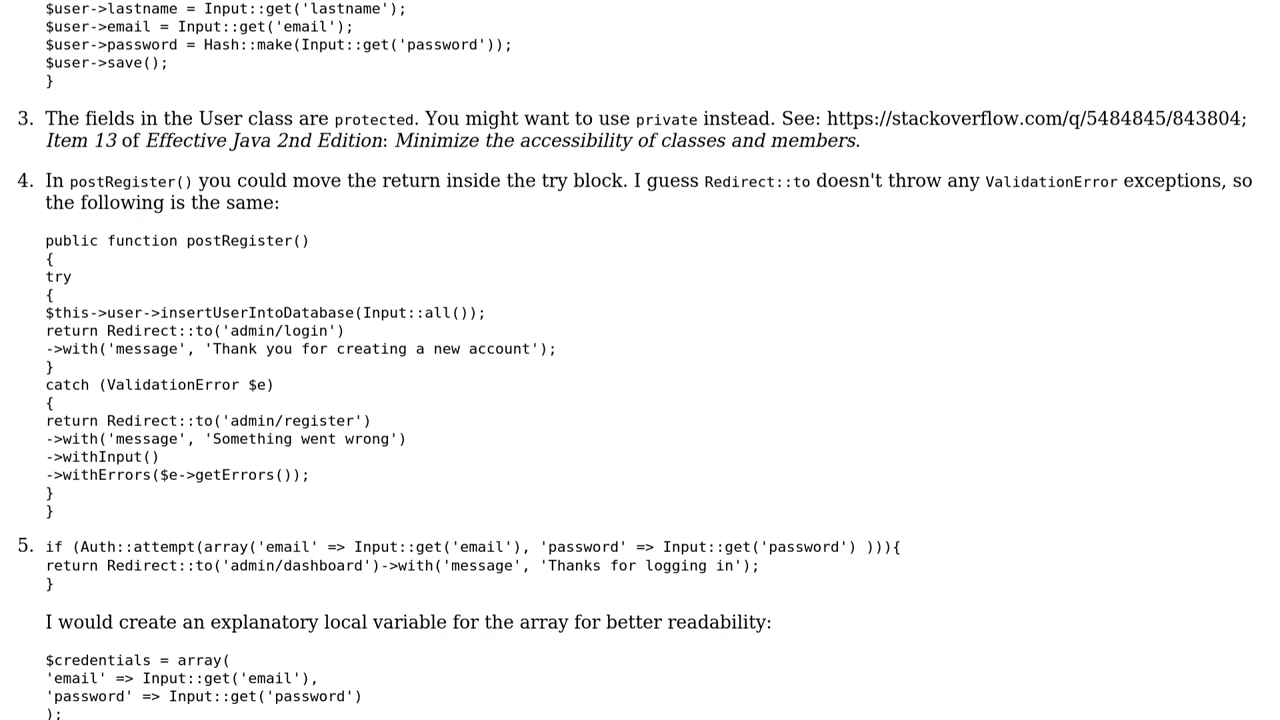 $user->lastname = Input::get('lastname');
$user->email = Input::get('email');
$user->password = Hash::make(Input::get('password'));
$user->save();
}
3. The fields in the User class are protected. You might want to use private instead. See: https://stackoverflow.com/q/5484845/843804;
Item 13 of Effective Java 2nd Edition: Minimize the accessibility of classes and members.
4. In postRegister() you could move the return inside the try block. I guess Redirect::to doesn't throw any ValidationError exceptions, so
the following is the same:
public function postRegister()
{
try
{
$this->user->insertUserIntoDatabase(Input::all());
return Redirect::to('admin/login')
->with('message', 'Thank you for creating a new account');
}
catch (ValidationError $e)
{
return Redirect::to('admin/register')
->with('message', 'Something went wrong')
->withInput()
->withErrors($e->getErrors());
}
}
5. if (Auth::attempt(array('email' => Input::get('email'), 'password' => Input::get('password') ))){
return Redirect::to('admin/dashboard')->with('message', 'Thanks for logging in');
}
I would create an explanatory local variable for the array for better readability:
$credentials = array(
'email' => Input::get('email'),
'password' => Input::get('password')
);